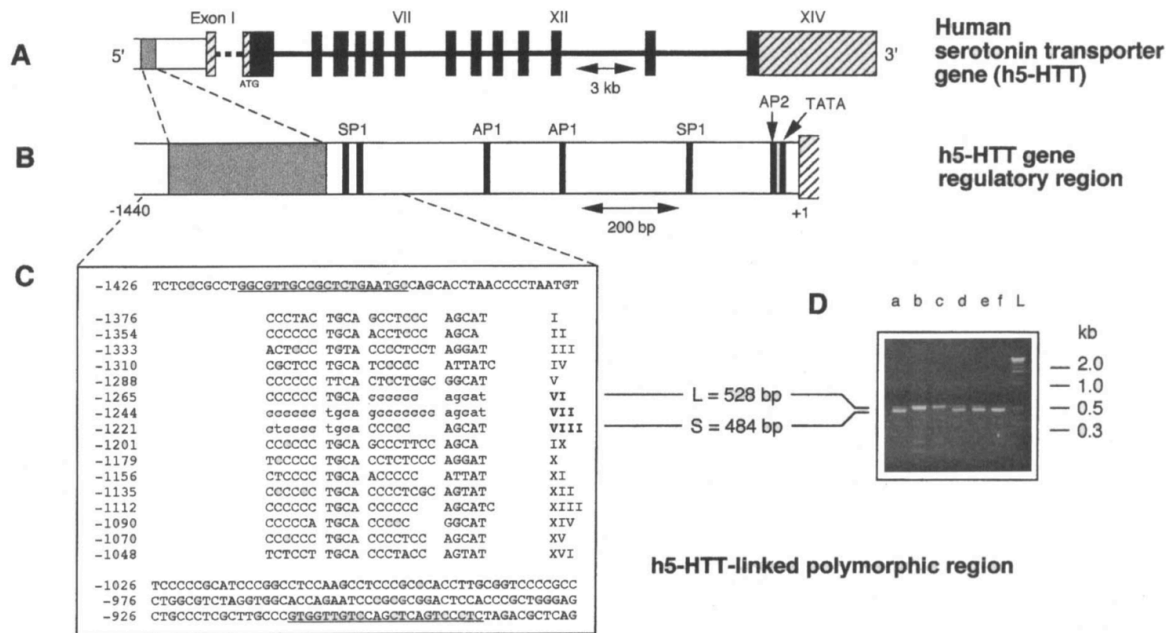 Exon I VII XII XIV
A 5' 3'
ATG
3 kb
Human
serotonin transporter
gene (h5-HTT)
AP2 TATA
SP1 AP1 AP1 SP1
B
h5-HTT gene
regulatory region
-1440 +1
200 bp
C
-1426 TCTCCCGCCTGGCGTTGCCGCTCTGAATGCCAGCACCTAACCCCTAATGT
-1376 CCCTAC TGCA GCCTCCC AGCAT I
-1354 CCCCCC TGCA ACCTCCC AGCA II
-1333 ACTCCC TGTA CCCCTCCT AGGAT III
-1310 CGCTCC TGCA TCCCCC ATTATC IV
-1288 CCCCCC TTCA CTCCTCGC GGCAT V
-1265 CCCCCC TGCA gcccccc agcat VI
-1244 cccccc tgca gcccccccc agcat VII
-1221 ctcccc tgca CCCCC AGCAT VIII
-1201 CCCCCC TGCA GCCCTTCC AGCA IX
-1179 TCCCCC TGCA CCTCTCCC AGGAT X
-1156 CTCCCC TGCA ACCCCC ATTAT XI
-1135 CCCCCC TGCA CCCCTCGC AGTAT XII
-1112 CCCCCC TGCA CCCCCC AGCATC XIII
-1090 CCCCCA TGCA CCCCC GGCAT XIV
-1070 CCCCCC TGCA CCCCTCC AGCAT XV
-1048 TCTCCT TGCA CCCTACC AGTAT XVI
-1026 TCCCCCGCATCCCGGCCTCCAAGCCTCCCGCCCACCTTGCGGTCCCCGCC
-976 CTGGCGTCTAGGTGGCACCAGAATCCCGCGCGGACTCCACCCGCTGGGAG
-926 CTGCCCTCGCTTGCCCGTGGTTGTCCAGCTCAGTCCCTCTAGACGCTCAG
L = 528 bp
S = 484 bp
D
a b c d e f L
kb
2.0
1.0
0.5
0.3
h5-HTT-linked polymorphic region